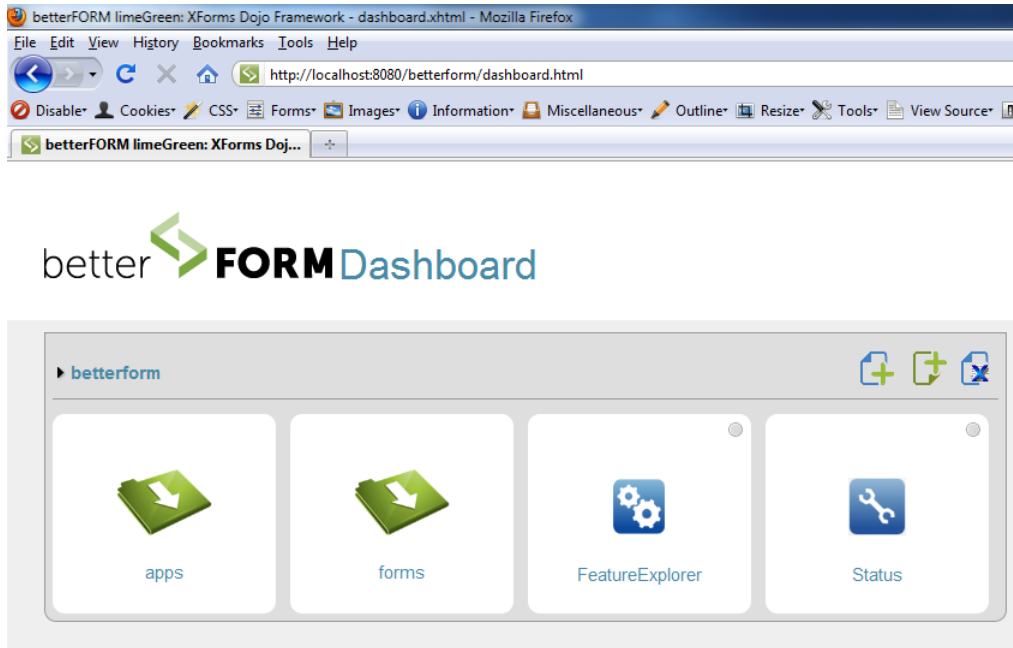 betterFORM limeGreen: XForms Dojo Framework - dashboard.xhtml - Mozilla Firefox
File Edit View History Bookmarks Tools Help
http://localhost:8080/betterform/dashboard.html
Disable Cookies CSS Forms Images Information Miscellaneous Outline Resize Tools View Source
betterFORM limeGreen: XForms Doj...
better FORM Dashboard
betterform
apps forms FeatureExplorer Status